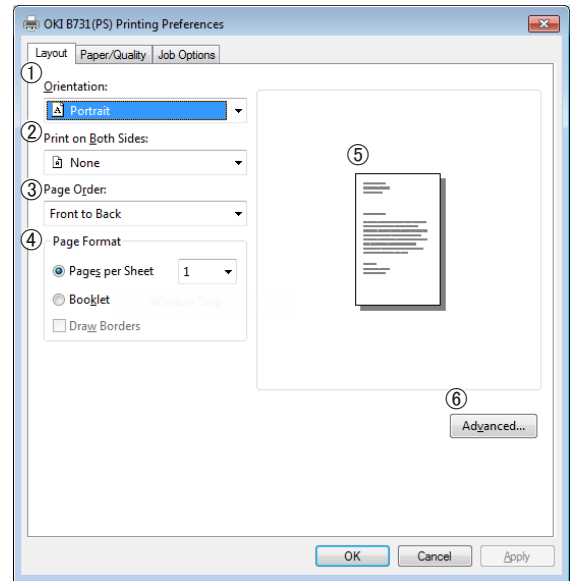 OKI B731(PS) Printing Preferences
Layout Paper/Quality Job Options
①
Orientation:
A Portrait
②
Print on Both Sides:
None
③
Page Order:
Front to Back
④
Page Format
Pages per Sheet 1
Booklet
Draw Borders
⑤
⑥
Advanced...
OK Cancel Apply